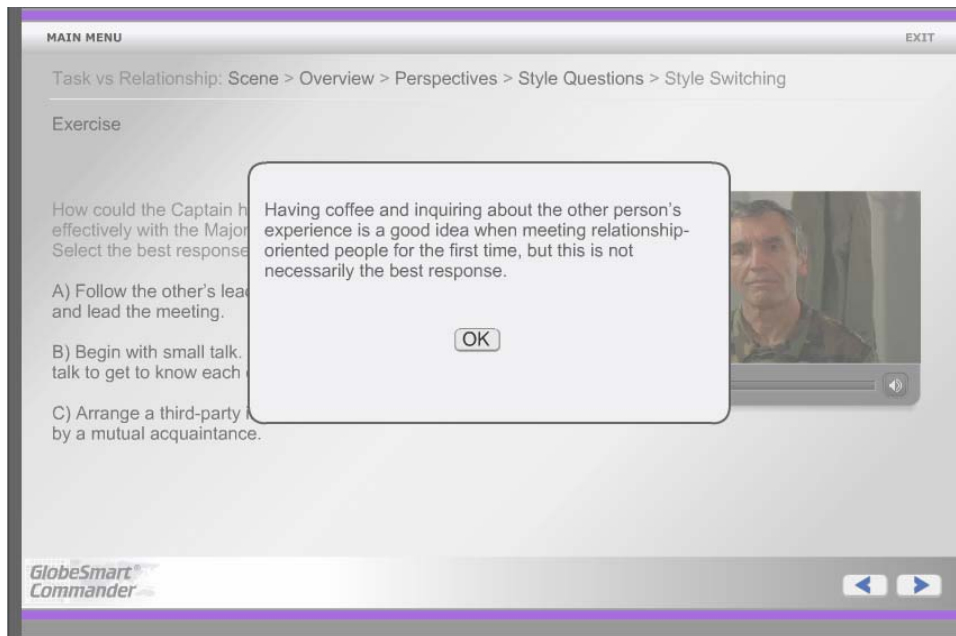 MAIN MENU
EXIT
Task vs Relationship: Scene > Overview > Perspectives > Style Questions > Style Switching
Exercise
How could the Captain h
effectively with the Major
Select the best response
A) Follow the other's lead
and lead the meeting.
B) Begin with small talk.
talk to get to know each
C) Arrange a third-party i
by a mutual acquaintance.
Having coffee and inquiring about the other person's
experience is a good idea when meeting relationship-
oriented people for the first time, but this is not
necessarily the best response.
OK
GlobeSmart®
Commander